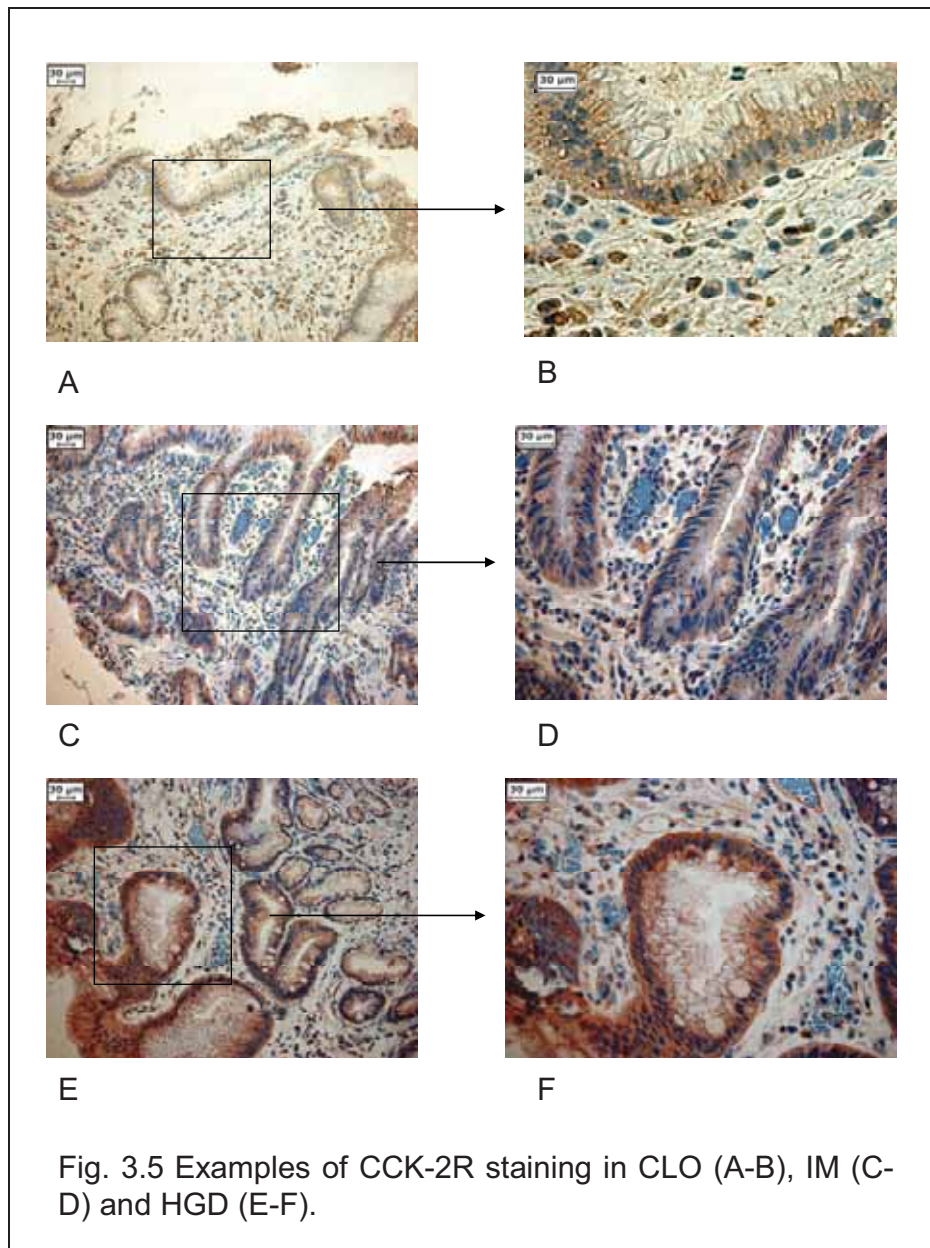 30 µm
30 µm
A
B
30 µm
30 µm
C
D
30 µm
30 µm
E
F
Fig. 3.5 Examples of CCK-2R staining in CLO (A-B), IM (C-
D) and HGD (E-F).